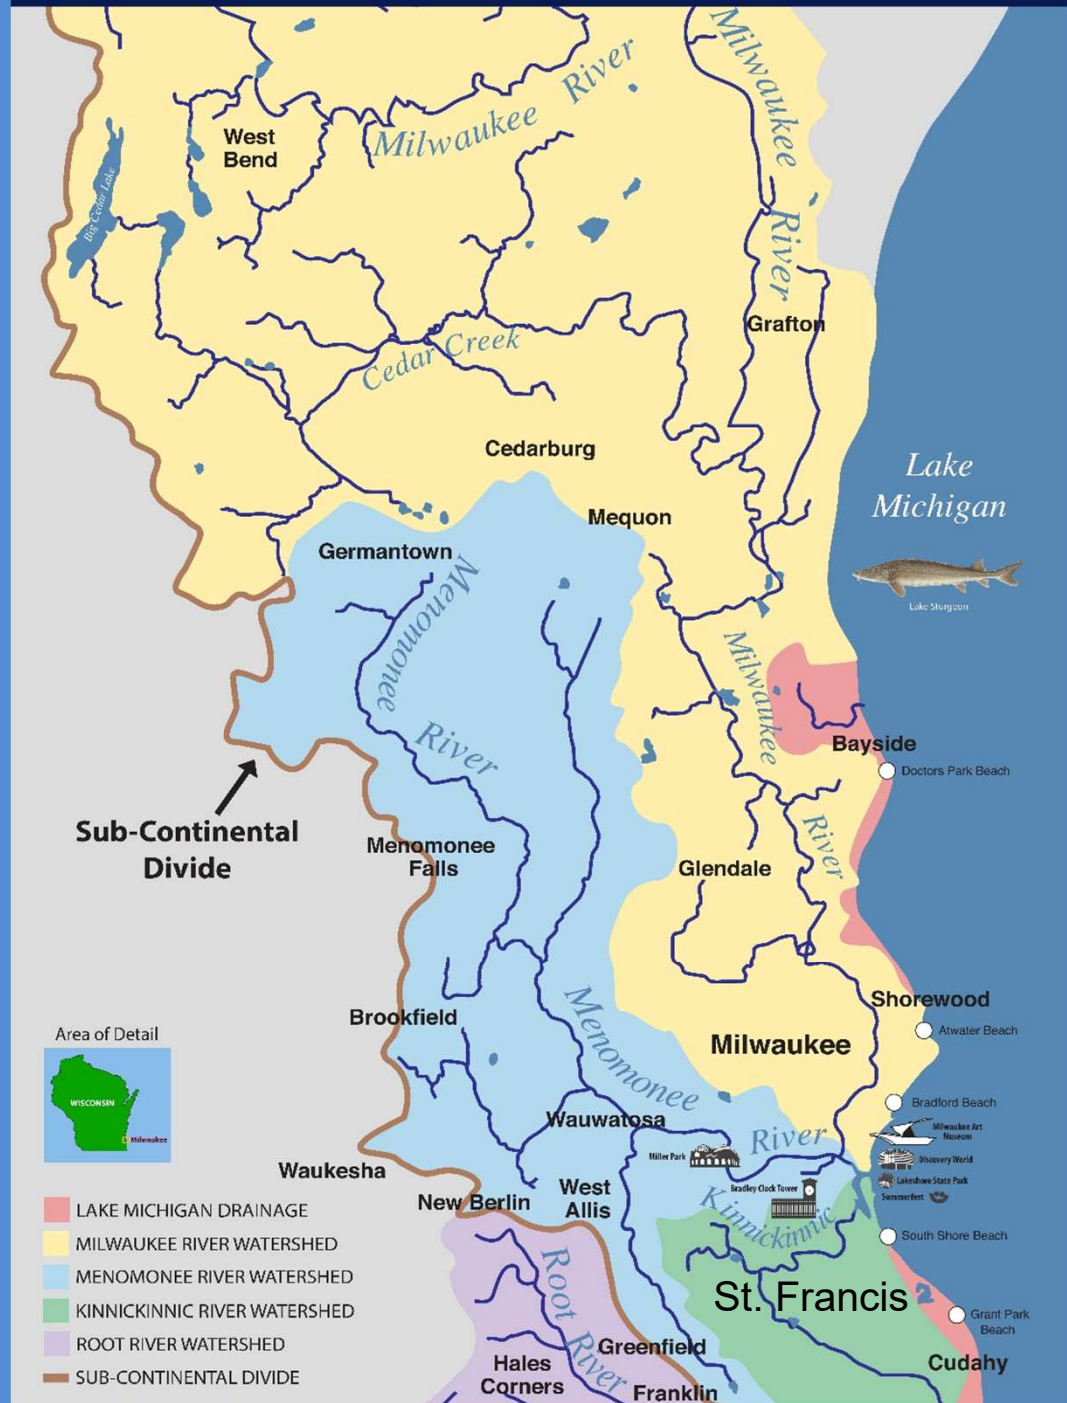 Milwaukee River
Milwaukee River
West
Bend
Big Cedar Lake
Grafton
Cedar Creek
Cedarburg
Lake
Michigan
Mequon
Germantown
Menomonee River
Lake Sturgeon
Milwaukee River
Bayside
Doctors Park Beach
Sub-Continental
Divide
Menomonee
Falls
Glendale
Shorewood
Brookfield
Atwater Beach
Menomonee River
Milwaukee
Area of Detail
WISCONSIN
Milwaukee
Bradford Beach
Wauwatosa
Milwaukee Art
Museum
Miller Park
Discovery World
Waukesha
Lakeshore State Park
Bradley Clock Tower
Summerfest
New Berlin
West
Allis
Kinnickinnic
South Shore Beach
St. Francis
Root River
Grant Park
Beach
Greenfield
Hales
Corners
Cudahy
Franklin
LAKE MICHIGAN DRAINAGE
MILWAUKEE RIVER WATERSHED
MENOMONEE RIVER WATERSHED
KINNICKINNIC RIVER WATERSHED
ROOT RIVER WATERSHED
SUB-CONTINENTAL DIVIDE